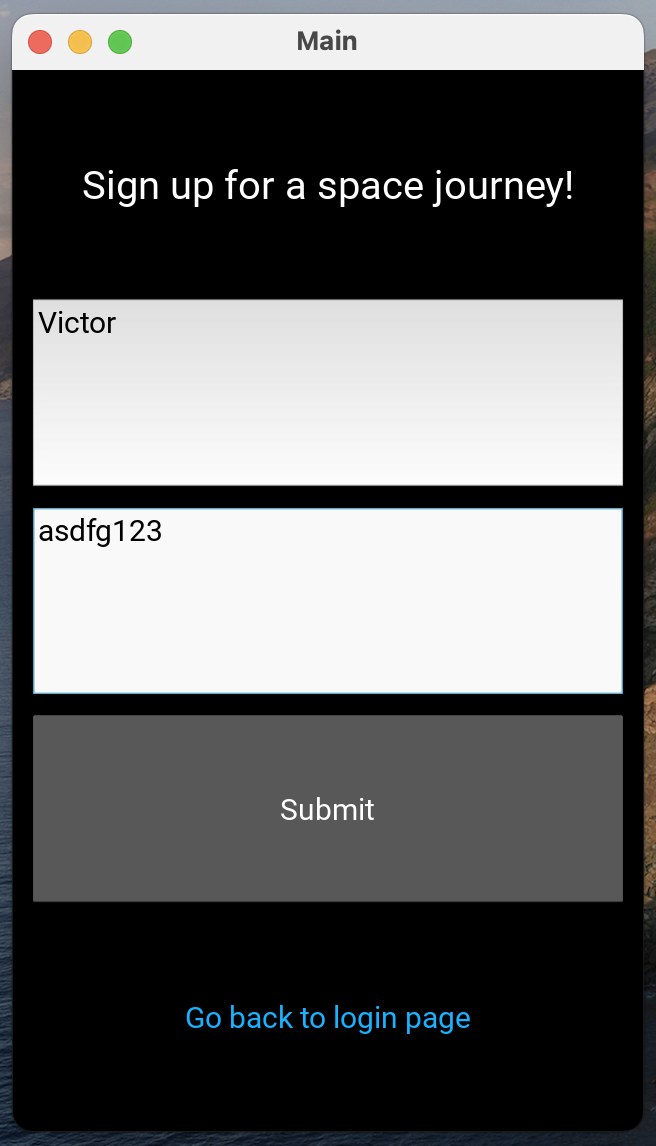 Main
Sign up for a space journey!
Victor
asdfg123
Submit
Go back to login page